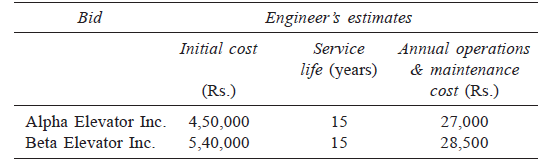 Bid Engineer's estimates
Initial cost Service Annual operations
life (years) & maintenance
(Rs.) cost (Rs.)
Alpha Elevator Inc. 4,50,000 15 27,000
Beta Elevator Inc. 5,40,000 15 28,500